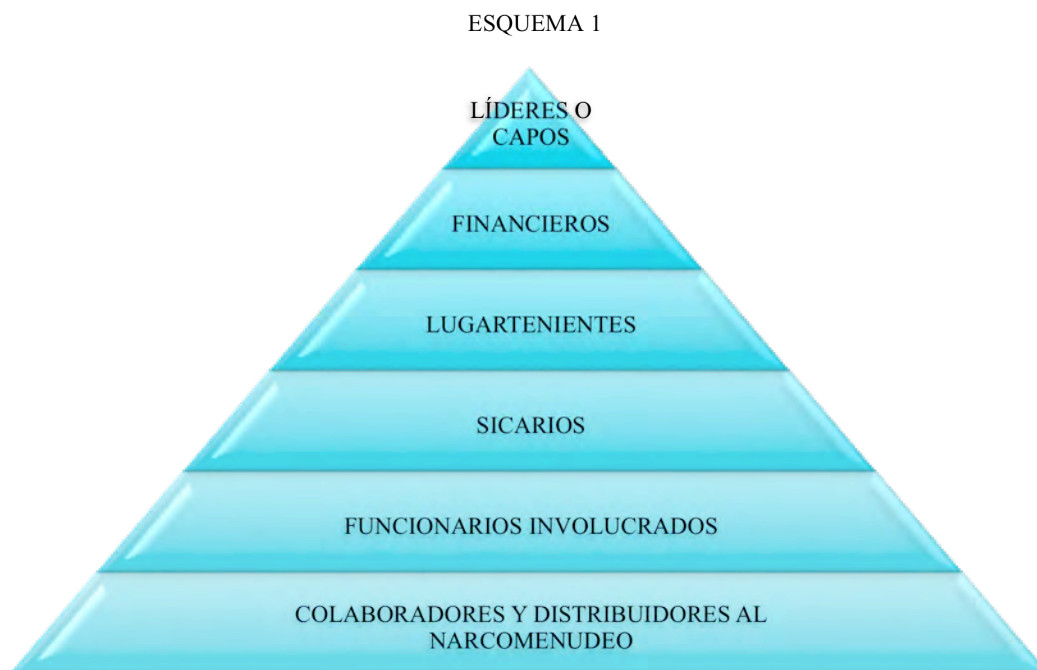 ESQUEMA 1
LÍDERES O
CAPOS
FINANCIEROS
LUGARTENIENTES
SICARIOS
FUNCIONARIOS INVOLUCRADOS
COLABORADORES Y DISTRIBUIDORES AL
NARCOMENUDEO